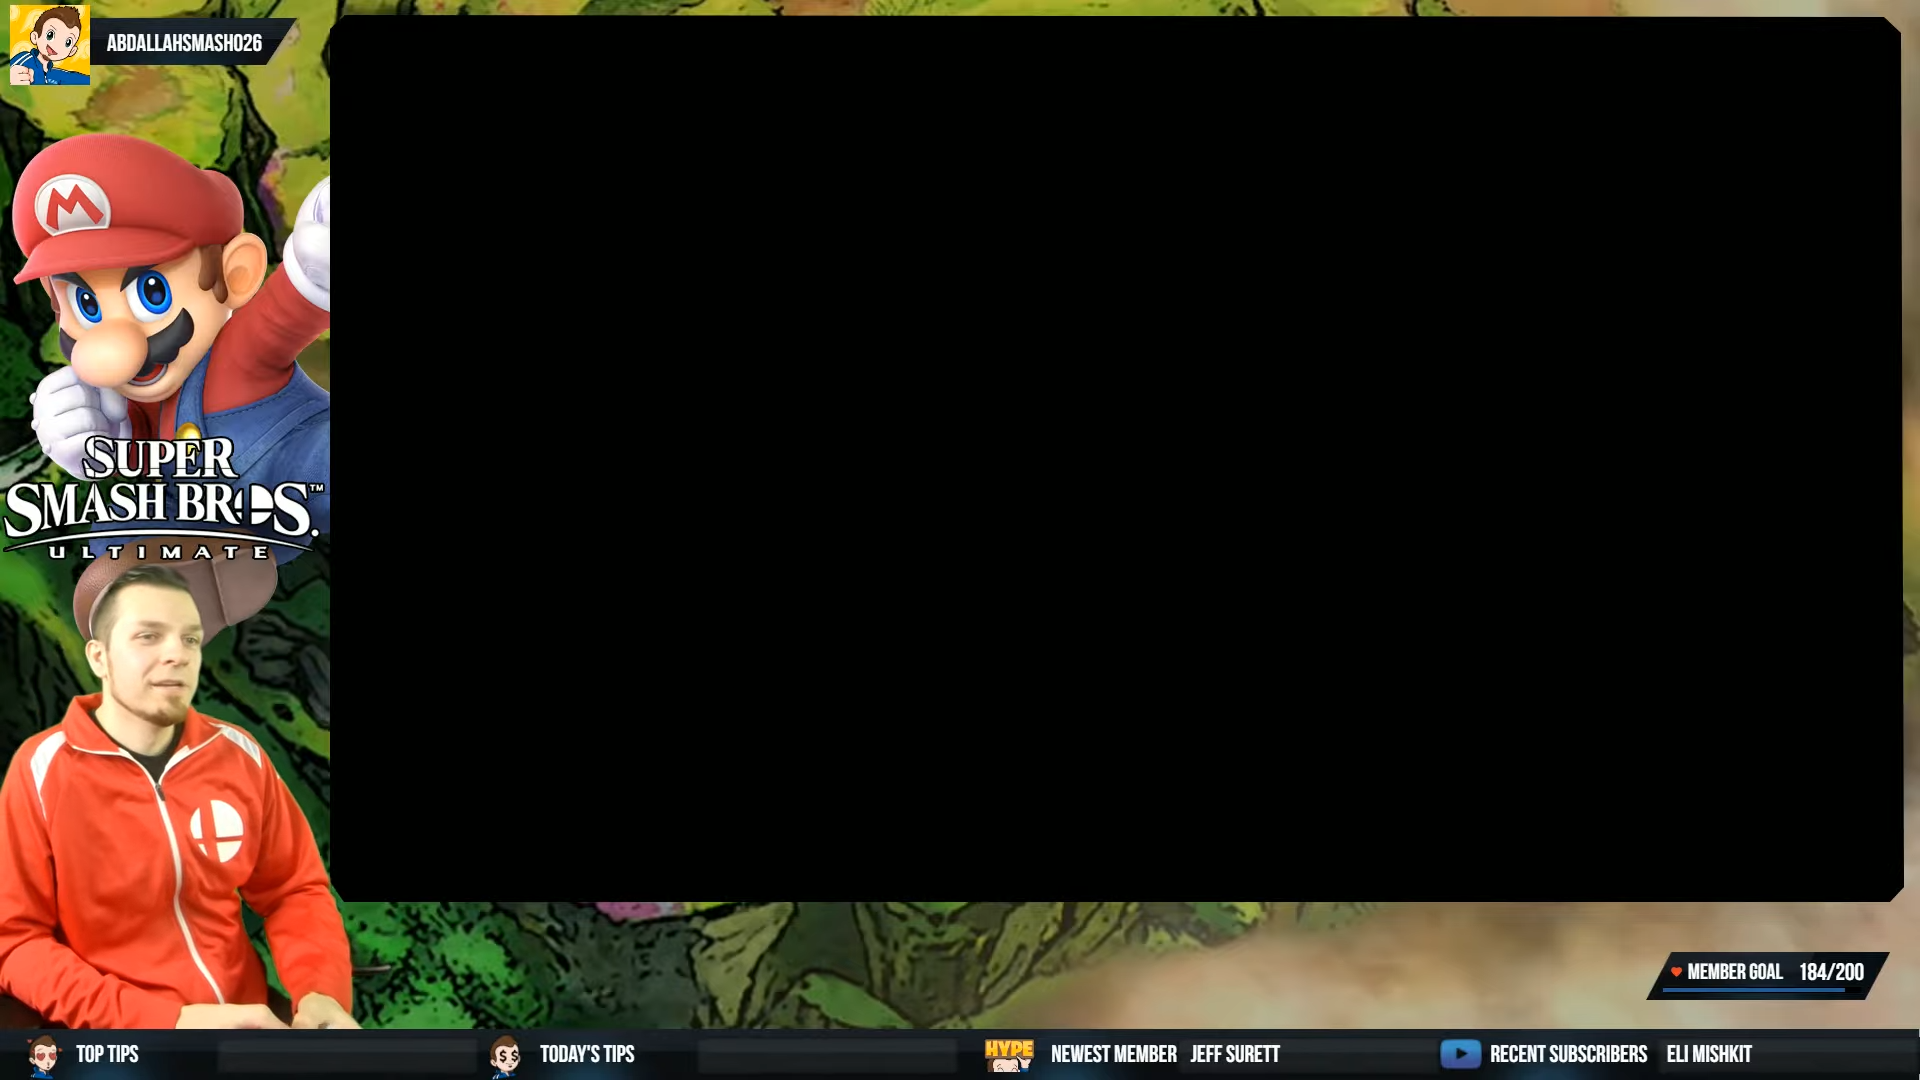 ABDALLAHSMASH026
M
SUPER
SMASH BROS.™
ULTIMATE
MEMBER GOAL 184/200
HYPE
TOP TIPS TODAY'S TIPS NEWEST MEMBER JEFF SURETT RECENT SUBSCRIBERS ELI MISHKIT